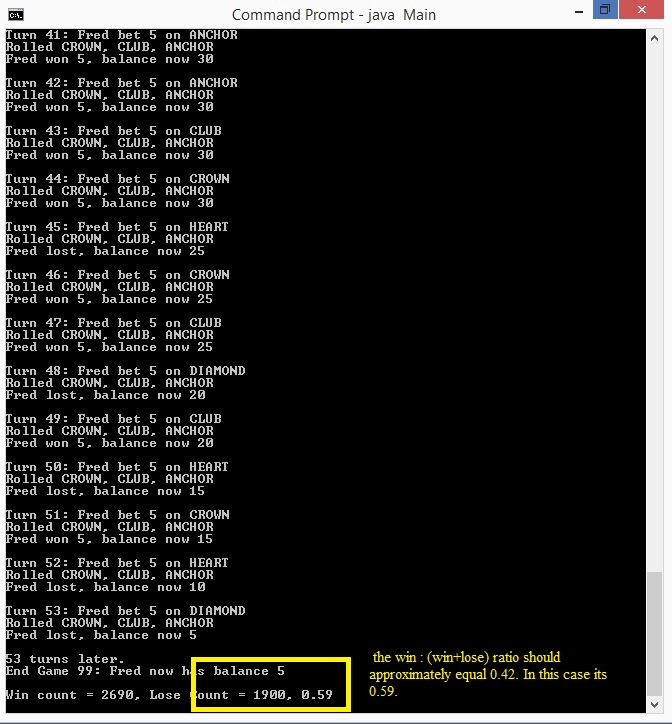 Command Prompt - java Main
Turn 41: Fred bet 5 on ANCHOR
Rolled CROWN, CLUB, ANCHOR
Fred won 5, balance now 30
Turn 42: Fred bet 5 on ANCHOR
Rolled CROWN, CLUB, ANCHOR
Fred won 5, balance now 30
Turn 43: Fred bet 5 on CLUB
Rolled CROWN, CLUB, ANCHOR
Fred won 5, balance now 30
Turn 44: Fred bet 5 on CROWN
Rolled CROWN, CLUB, ANCHOR
Fred won 5, balance now 30
Turn 45: Fred bet 5 on HEART
Rolled CROWN, CLUB, ANCHOR
Fred lost, balance now 25
Turn 46: Fred bet 5 on CROWN
Rolled CROWN, CLUB, ANCHOR
Fred won 5, balance now 25
Turn 47: Fred bet 5 on CLUB
Rolled CROWN, CLUB, ANCHOR
Fred won 5, balance now 25
Turn 48: Fred bet 5 on DIAMOND
Rolled CROWN, CLUB, ANCHOR
Fred lost, balance now 20
Turn 49: Fred bet 5 on CLUB
Rolled CROWN, CLUB, ANCHOR
Fred won 5, balance now 20
Turn 50: Fred bet 5 on HEART
Rolled CROWN, CLUB, ANCHOR
Fred lost, balance now 15
Turn 51: Fred bet 5 on CROWN
Rolled CROWN, CLUB, ANCHOR
Fred won 5, balance now 15
Turn 52: Fred bet 5 on HEART
Rolled CROWN, CLUB, ANCHOR
Fred lost, balance now 10
Turn 53: Fred bet 5 on DIAMOND
Rolled CROWN, CLUB, ANCHOR
Fred lost, balance now 5
53 turns later.
End Game 99: Fred now has balance 5
Win count = 2690, Lose Count = 1900, 0.59
the win : (win+lose) ratio should
approximately equal 0.42. In this case its
0.59.